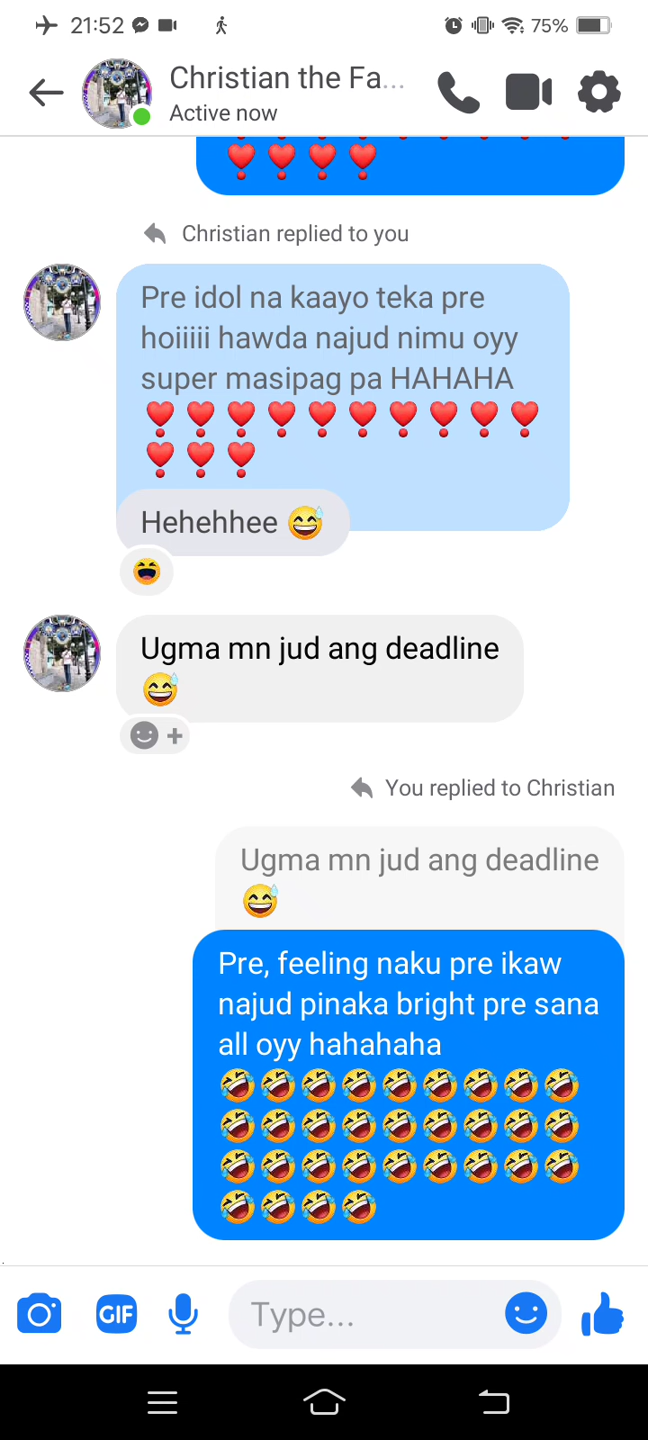 21:52
75%
Christian the Fa...
Active now
❣❣❣❣
Christian replied to you
Pre idol na kaayo teka pre
hoiiiii hawda najud nimu oyy
super masipag pa HAHAHA
❣❣❣❣❣❣❣❣❣❣
❣❣❣
Hehehhee 😅
😆
Ugma mn jud ang deadline
😅
You replied to Christian
Ugma mn jud ang deadline
😅
Pre, feeling naku pre ikaw
najud pinaka bright pre sana
all oyy hahahaha
🤣🤣🤣🤣🤣🤣🤣🤣🤣
🤣🤣🤣🤣🤣🤣🤣🤣🤣
🤣🤣🤣🤣🤣🤣🤣🤣🤣
🤣🤣🤣🤣
GIF
Type...